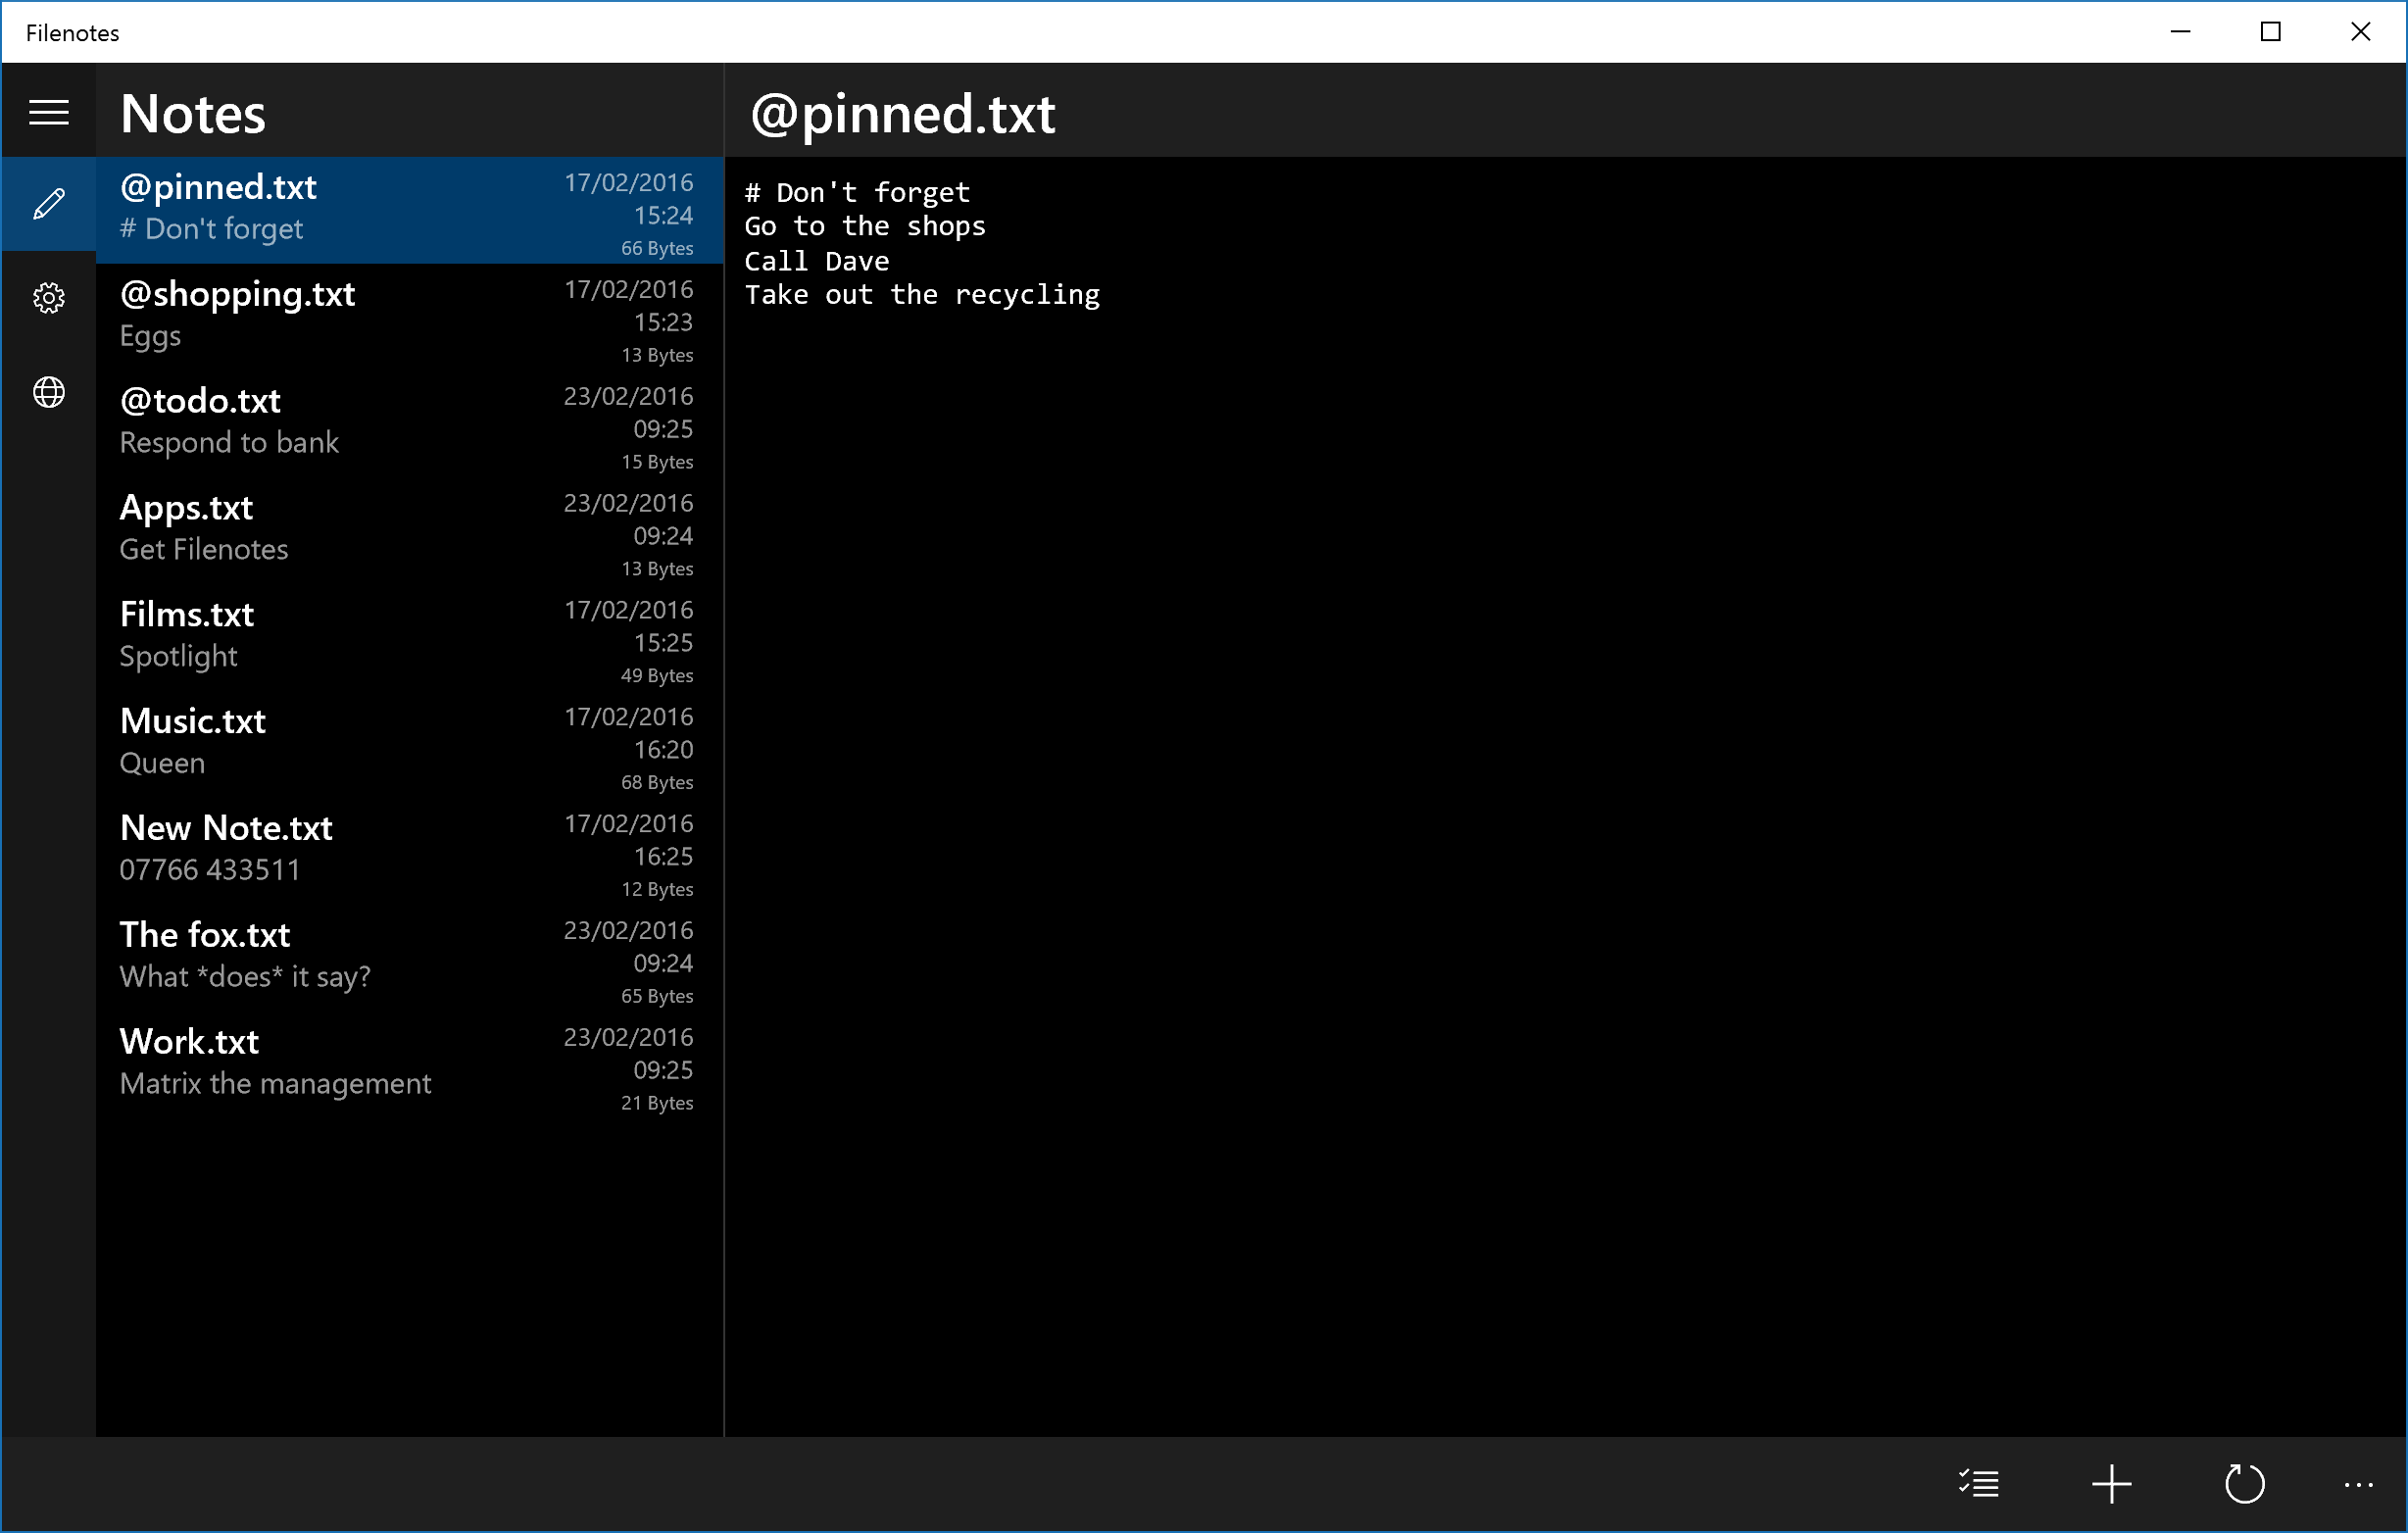 Filenotes
Notes
@pinned.txt
17/02/2016
# Don't forget
15:24
66 Bytes
@shopping.txt
17/02/2016
Eggs
15:23
13 Bytes
@todo.txt
23/02/2016
Respond to bank
09:25
15 Bytes
Apps.txt
23/02/2016
Get Filenotes
09:24
13 Bytes
Films.txt
17/02/2016
Spotlight
15:25
49 Bytes
Music.txt
17/02/2016
Queen
16:20
68 Bytes
New Note.txt
17/02/2016
07766 433511
16:25
12 Bytes
The fox.txt
23/02/2016
What *does* it say?
09:24
65 Bytes
Work.txt
23/02/2016
Matrix the management
09:25
21 Bytes
@pinned.txt
# Don't forget
Go to the shops
Call Dave
Take out the recycling